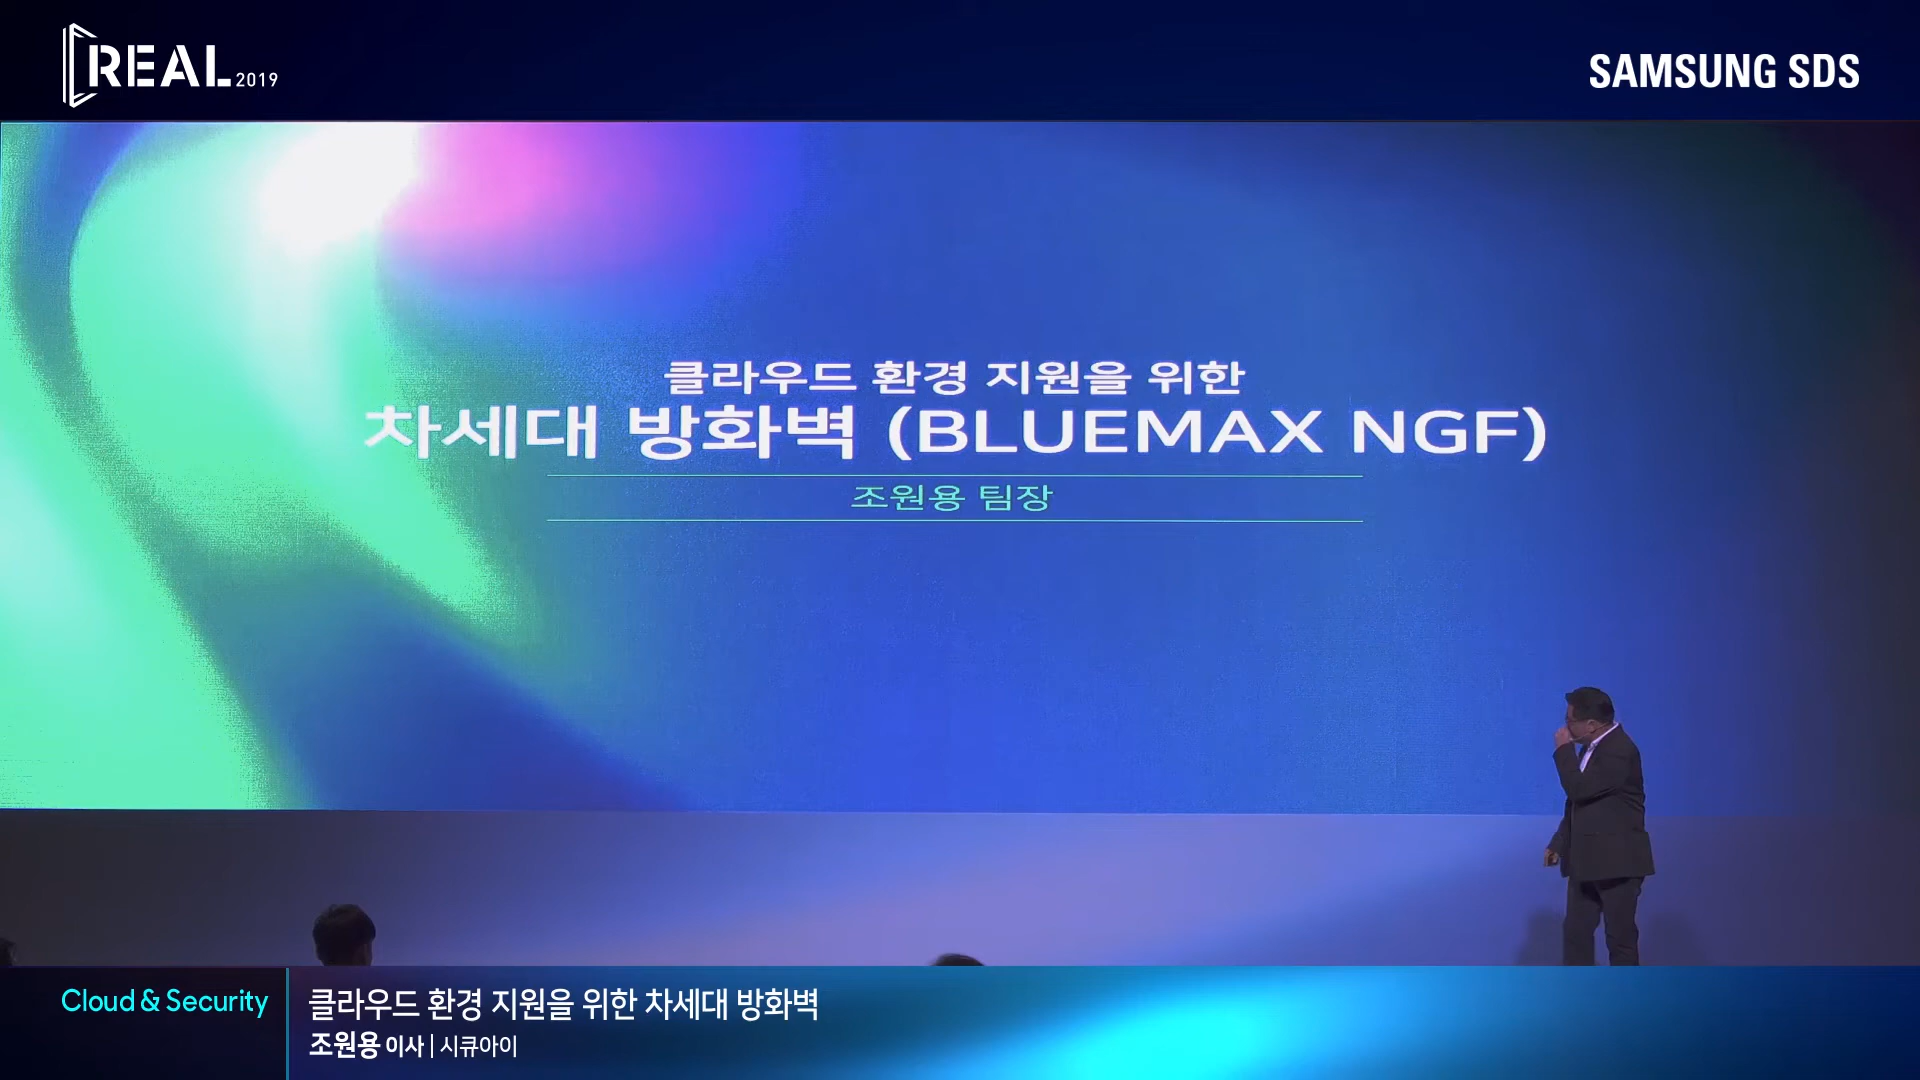 REAL 2019
SAMSUNG SDS
클라우드 환경 지원을 위한
차세대 방화벽 (BLUEMAX NGF)
조원용 팀장
Cloud & Security
클라우드 환경 지원을 위한 차세대 방화벽
조원용 이사 | 시큐아이